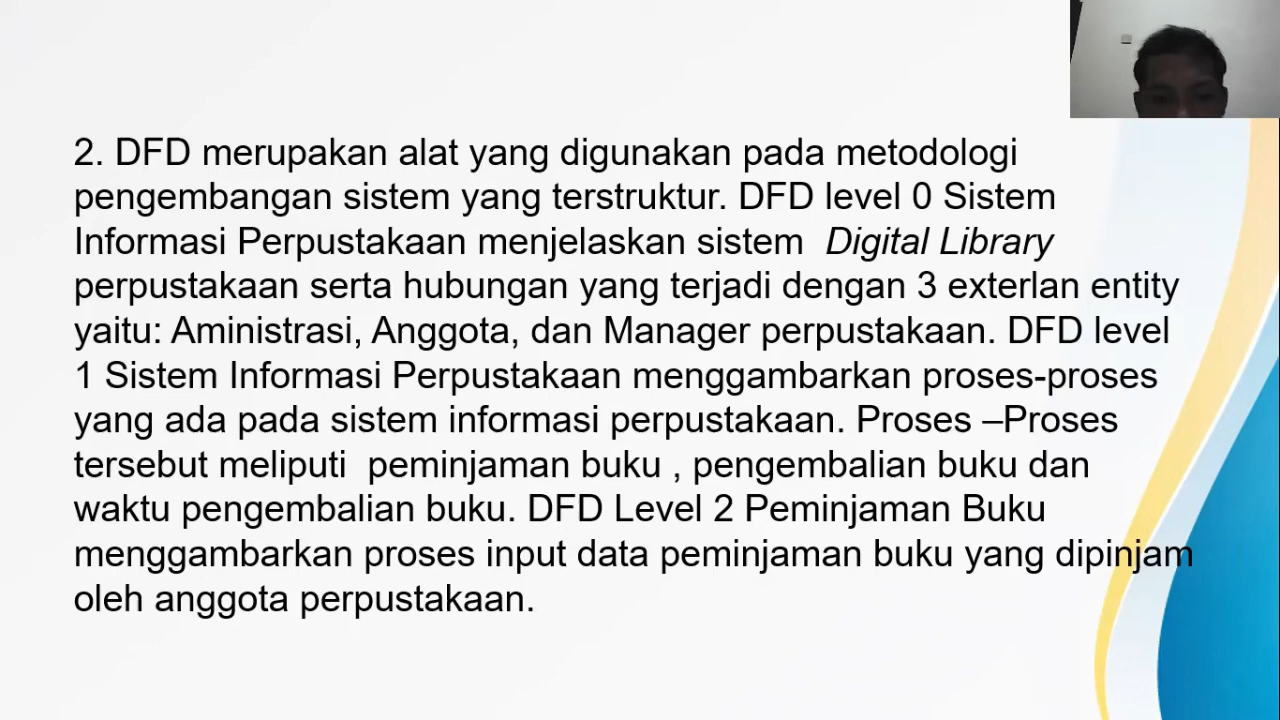 2. DFD merupakan alat yang digunakan pada metodologi
pengembangan sistem yang terstruktur. DFD level 0 Sistem
Informasi Perpustakaan menjelaskan sistem  Digital Library
perpustakaan serta hubungan yang terjadi dengan 3 exterlan entity
yaitu: Aministrasi, Anggota, dan Manager perpustakaan. DFD level
1 Sistem Informasi Perpustakaan menggambarkan proses-proses
yang ada pada sistem informasi perpustakaan. Proses –Proses
tersebut meliputi  peminjaman buku , pengembalian buku dan
waktu pengembalian buku. DFD Level 2 Peminjaman Buku
menggambarkan proses input data peminjaman buku yang dipinjam
oleh anggota perpustakaan.